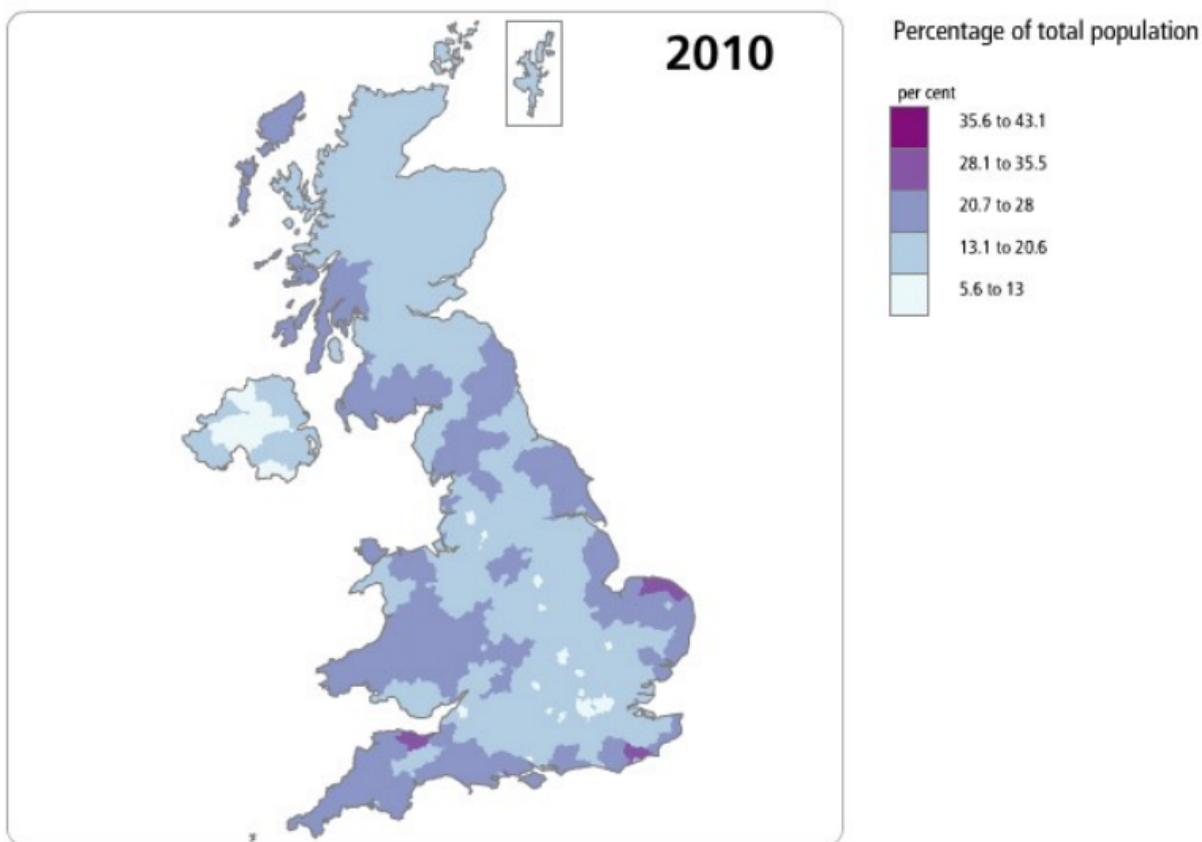 2010
Percentage of total population
per cent
35.6 to 43.1
28.1 to 35.5
20.7 to 28
13.1 to 20.6
5.6 to 13